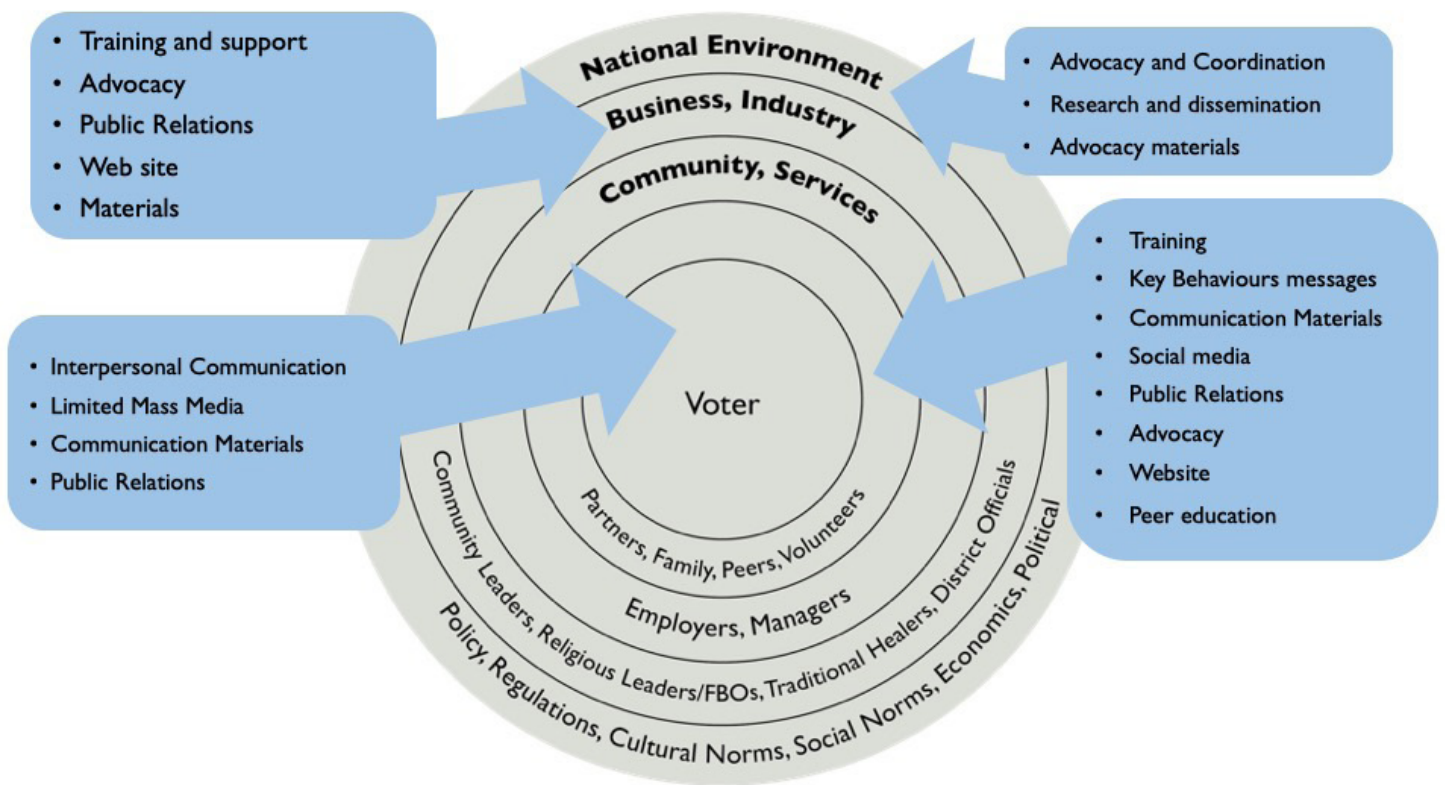 • Training and support
• Advocacy
• Public Relations
• Web site
• Materials
National Environment
Business, Industry
Community, Services
• Advocacy and Coordination
• Research and dissemination
• Advocacy materials
• Interpersonal Communication
• Limited Mass Media
• Communication Materials
• Public Relations
Voter
• Training
• Key Behaviours messages
• Communication Materials
• Social media
• Public Relations
• Advocacy
• Website
• Peer education
Partners, Family, Peers, Volunteers
Employers, Managers
Community Leaders, Religious Leaders/FBOs, Traditional Healers, District Officials
Policy, Regulations, Cultural Norms, Social Norms, Economics, Political